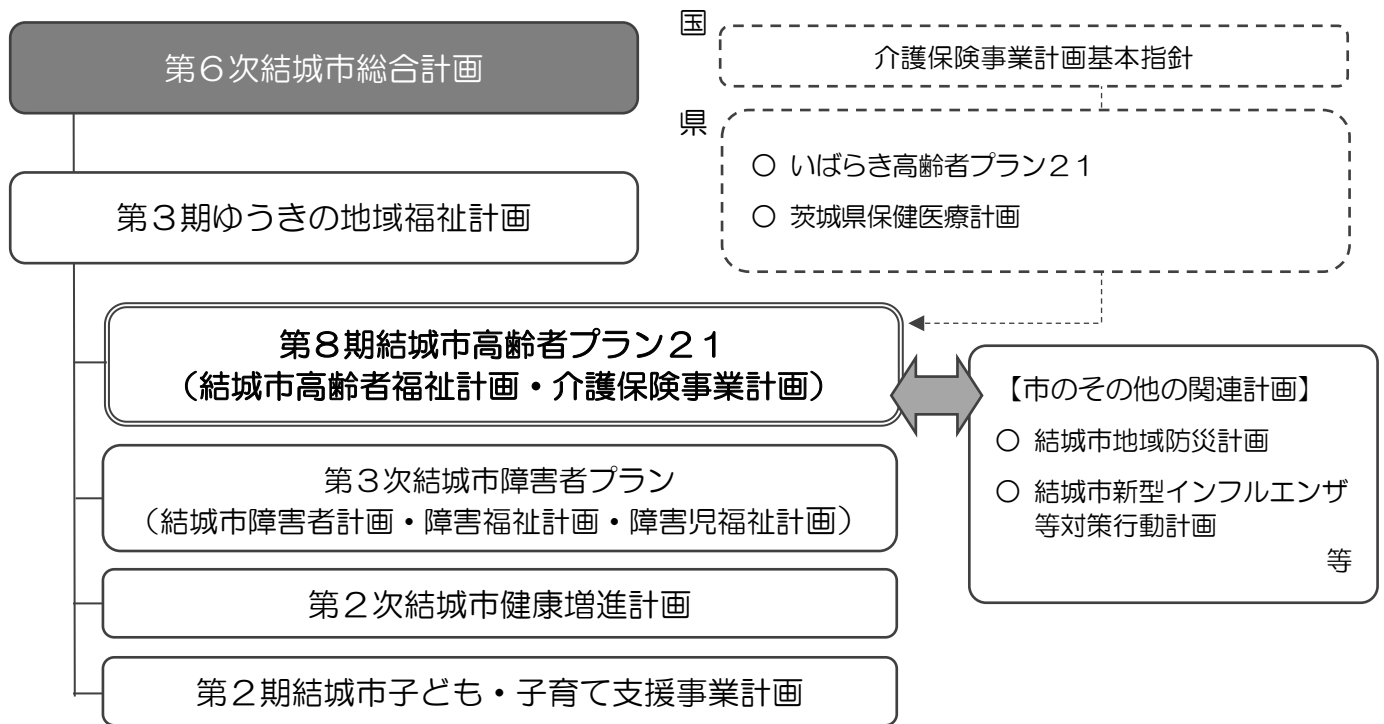 第６次結城市総合計画
国
介護保険事業計画基本指針
県
○ いばらき高齢者プラン２１
○ 茨城県保健医療計画
第３期ゆうきの地域福祉計画
第８期結城市高齢者プラン２１
（結城市高齢者福祉計画・介護保険事業計画）
【市のその他の関連計画】
○ 結城市地域防災計画
○ 結城市新型インフルエンザ
等対策行動計画
等
第３次結城市障害者プラン
（結城市障害者計画・障害福祉計画・障害児福祉計画）
第２次結城市健康増進計画
第２期結城市子ども・子育て支援事業計画